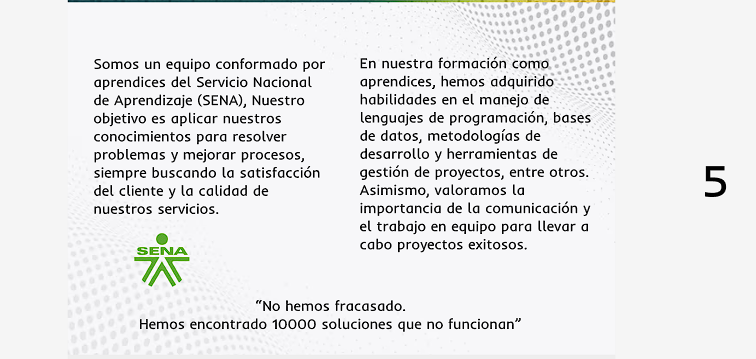 Somos un equipo conformado por
aprendices del Servicio Nacional
de Aprendizaje (SENA), Nuestro
objetivo es aplicar nuestros
conocimientos para resolver
problemas y mejorar procesos,
siempre buscando la satisfacción
del cliente y la calidad de
nuestros servicios.
En nuestra formación como
aprendices, hemos adquirido
habilidades en el manejo de
lenguajes de programación, bases
de datos, metodologías de
desarrollo y herramientas de
gestión de proyectos, entre otros.
Asimismo, valoramos la
importancia de la comunicación y
el trabajo en equipo para llevar a
cabo proyectos exitosos.
SENA
“No hemos fracasado.
Hemos encontrado 10000 soluciones que no funcionan”
5